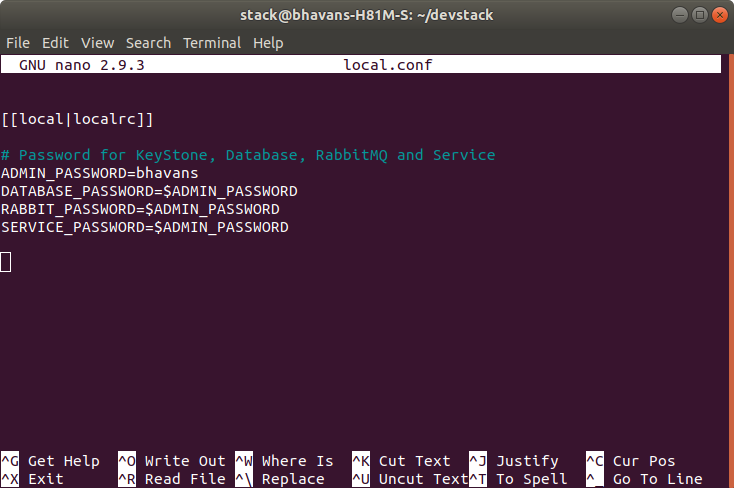 stack@bhavans-H81M-S: ~/devstack
File Edit View Search Terminal Help
GNU nano 2.9.3 local.conf
[[local|localrc]]
# Password for KeyStone, Database, RabbitMQ and Service
ADMIN_PASSWORD=bhavans
DATABASE_PASSWORD=$ADMIN_PASSWORD
RABBIT_PASSWORD=$ADMIN_PASSWORD
SERVICE_PASSWORD=$ADMIN_PASSWORD
^G Get Help ^O Write Out ^W Where Is ^K Cut Text ^J Justify ^C Cur Pos
^X Exit ^R Read File ^\ Replace ^U Uncut Text ^T To Spell ^_ Go To Line